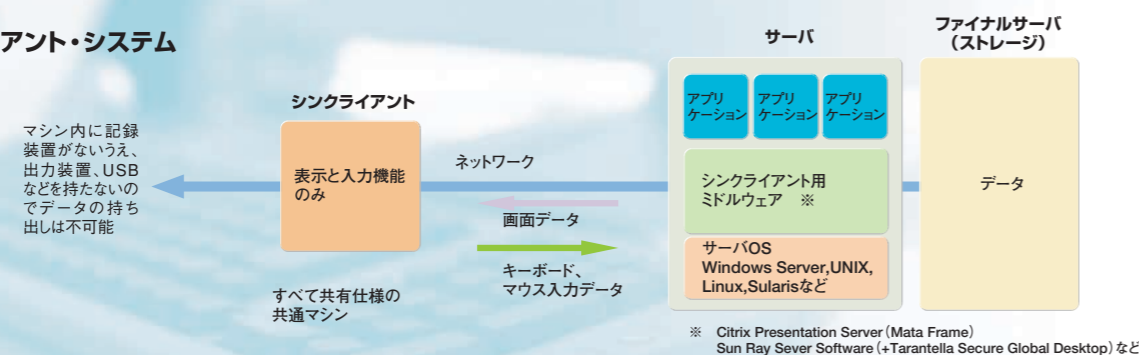 アント・システム
シンクライアント
マシン内に記録
装置がないうえ、
出力装置、USB
などを持たないの
でデータの持ち
出しは不可能
表示と入力機能
のみ
すべて共有仕様の
共通マシン
ネットワーク
画面データ
キーボード、
マウス入力データ
サーバ
アプリ
ケーション
アプリ
ケーション
アプリ
ケーション
シンクライアント用
ミドルウェア ※
サーバOS
Windows Server,UNIX,
Linux,Sularisなど
ファイナルサーバ
(ストレージ)
データ
※ Citrix Presentation Server(Mata Frame)
Sun Ray Sever Software(+Tarantella Secure Global Desktop)など